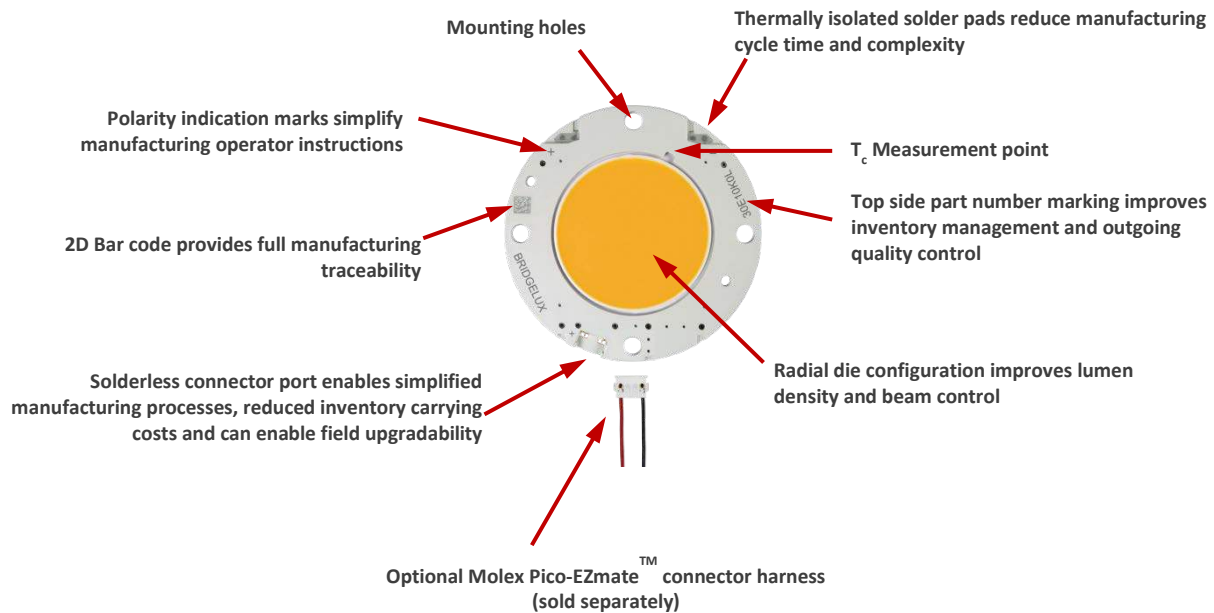 Mounting holes
Thermally isolated solder pads reduce manufacturing
cycle time and complexity
Polarity indication marks simplify
manufacturing operator instructions
Tc Measurement point
Top side part number marking improves
inventory management and outgoing
quality control
2D Bar code provides full manufacturing
traceability
30E10K0L
BRIDGELUX
+
-
+
Radial die configuration improves lumen
density and beam control
Solderless connector port enables simplified
manufacturing processes, reduced inventory carrying
costs and can enable field upgradability
Optional Molex Pico-EZmate™ connector harness
(sold separately)